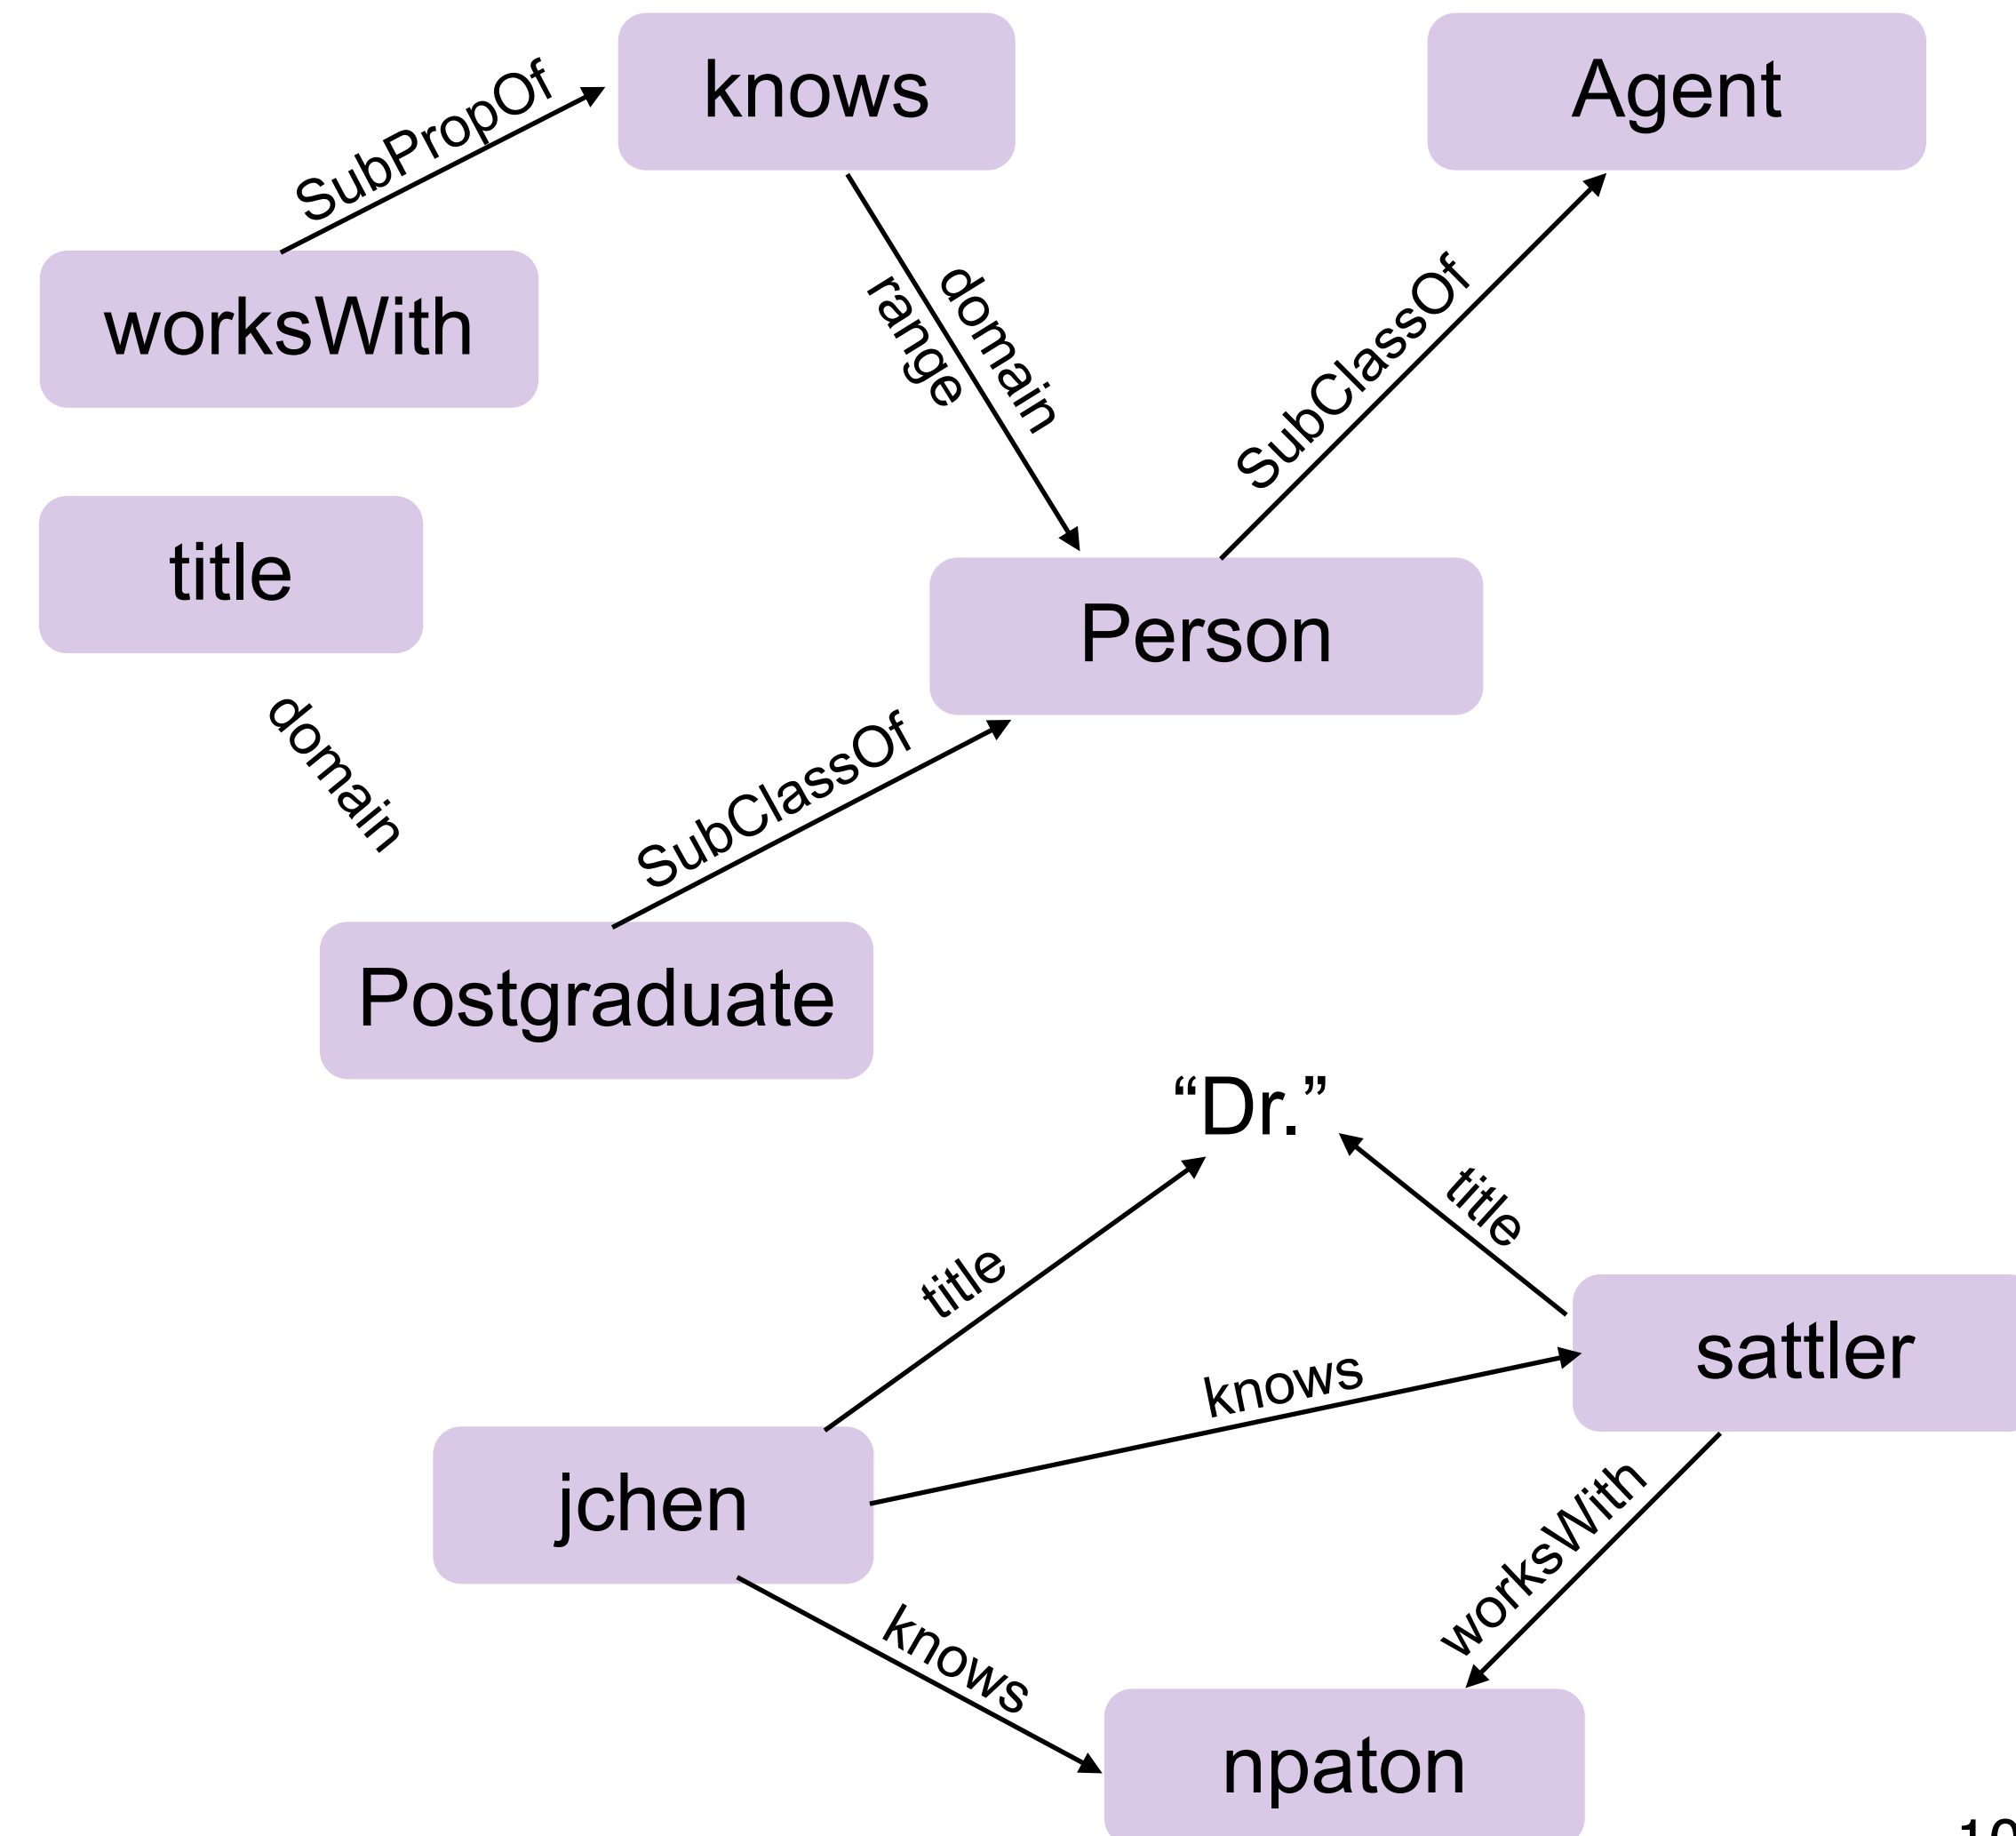 knows
Agent
SubPropOf
worksWith
range
domain
SubClassOf
title
Person
domain
SubClassOf
Postgraduate
“Dr.”
title
title
sattler
knows
jchen
worksWith
knows
npaton